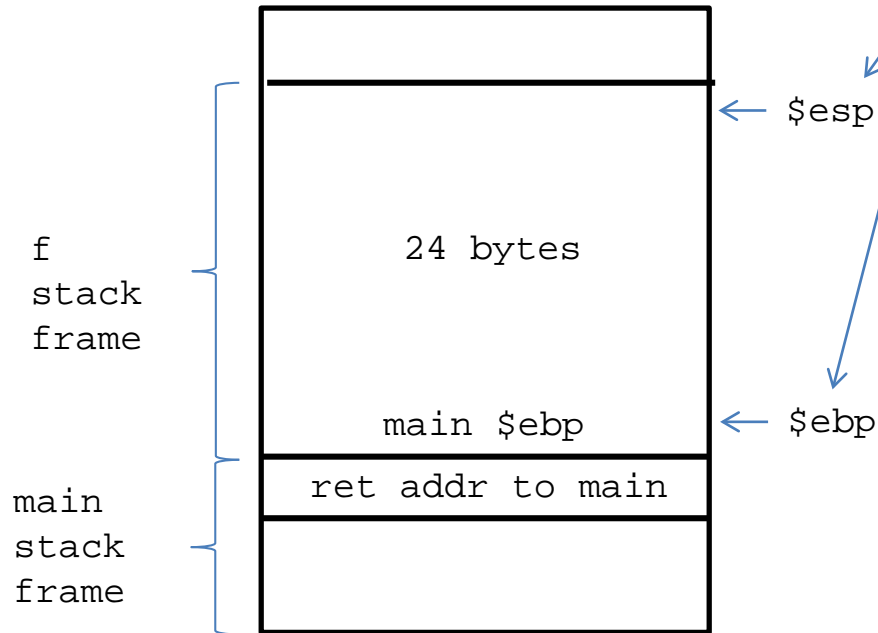 $esp
f
stack
frame
24 bytes
main $ebp
$ebp
ret addr to main
main
stack
frame